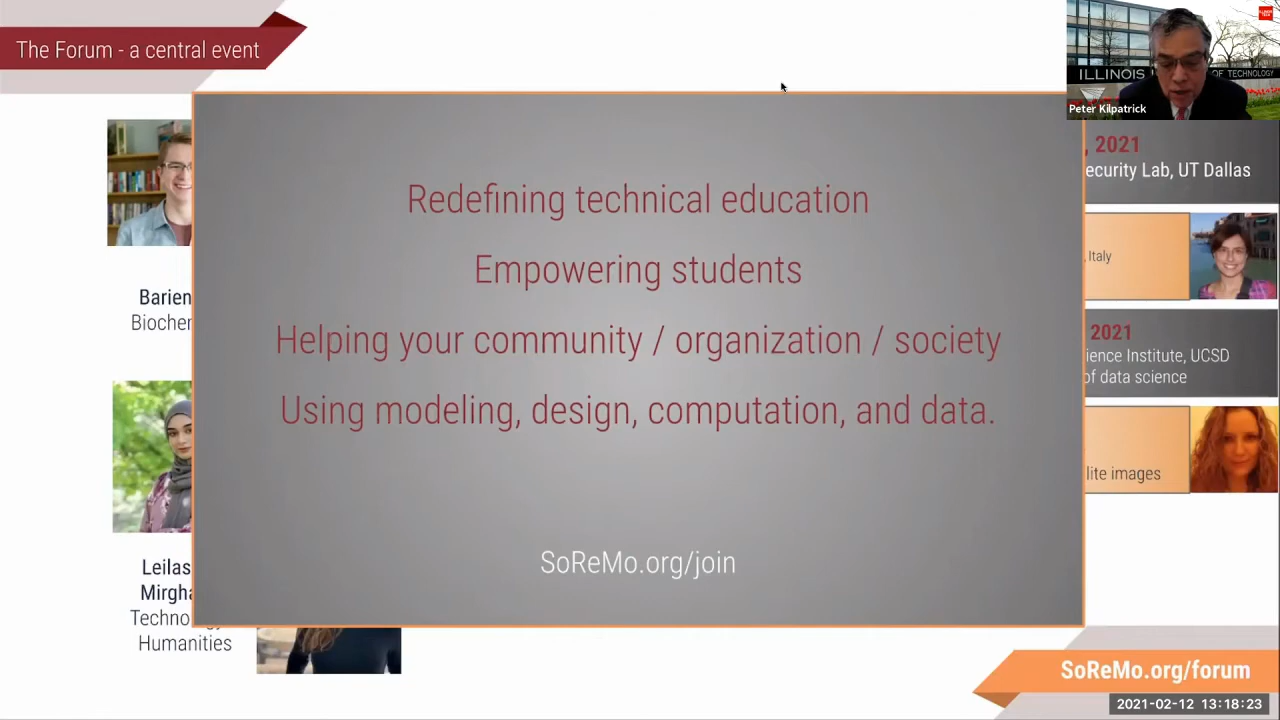 The Forum - a central event
ILLINOIS
OF TECHNOLOGY
Peter Kilpatrick
, 2021
ecurity Lab, UT Dallas
, Italy
2021
ience Institute, UCSD
of data science
lite images
Redefining technical education
Empowering students
Helping your community / organization / society
Using modeling, design, computation, and data.
SoReMo.org/join
Barien
Biocher
Leilas
Mirgha
Techno
Humanities
SoReMo.org/forum
2021-02-12 13:18:23